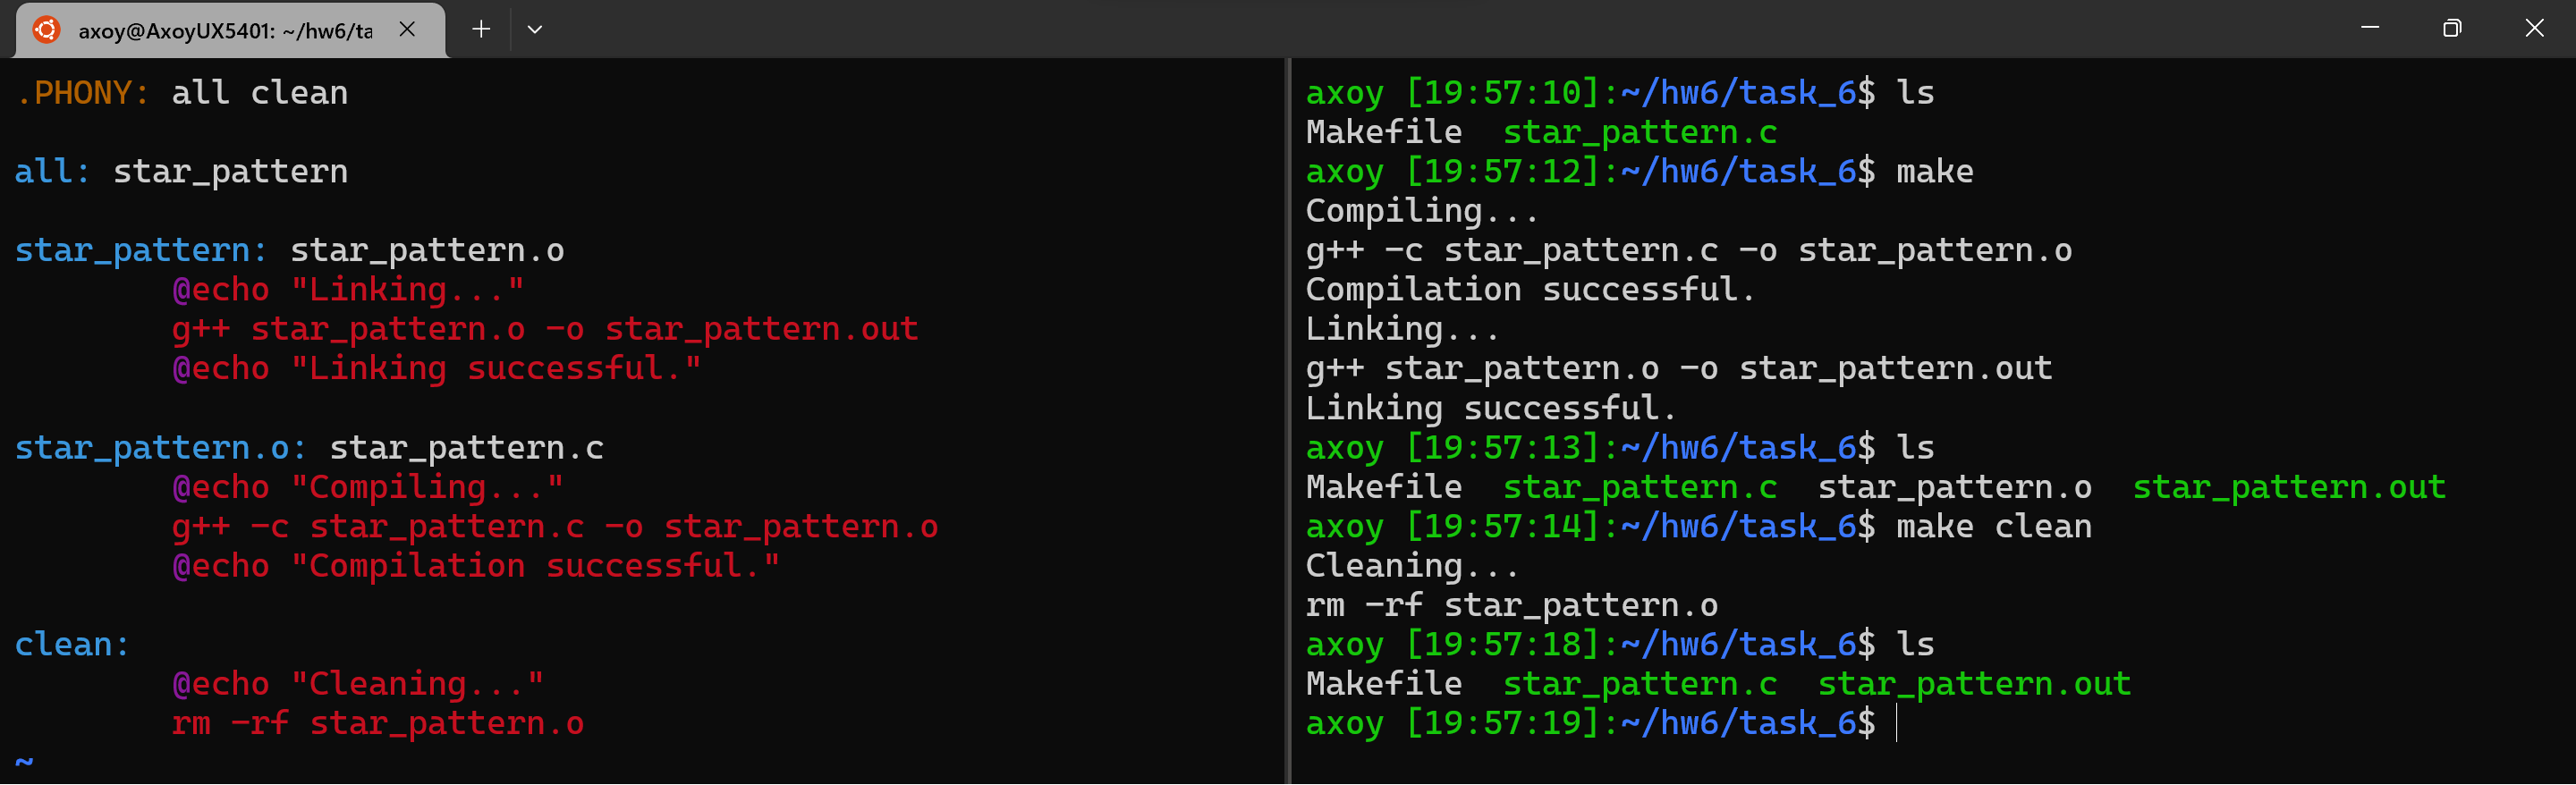 axoy@AxoyUX5401: ~/hw6/ta
.PHONY: all clean
all: star_pattern
star_pattern: star_pattern.o
@echo "Linking..."
g++ star_pattern.o -o star_pattern.out
@echo "Linking successful."
star_pattern.o: star_pattern.c
@echo "Compiling..."
g++ -c star_pattern.c -o star_pattern.o
@echo "Compilation successful."
clean:
@echo "Cleaning..."
rm -rf star_pattern.o
~
axoy [19:57:10]:~/hw6/task_6$ ls
Makefile  star_pattern.c
axoy [19:57:12]:~/hw6/task_6$ make
Compiling...
g++ -c star_pattern.c -o star_pattern.o
Compilation successful.
Linking...
g++ star_pattern.o -o star_pattern.out
Linking successful.
axoy [19:57:13]:~/hw6/task_6$ ls
Makefile  star_pattern.c  star_pattern.o  star_pattern.out
axoy [19:57:14]:~/hw6/task_6$ make clean
Cleaning...
rm -rf star_pattern.o
axoy [19:57:18]:~/hw6/task_6$ ls
Makefile  star_pattern.c  star_pattern.out
axoy [19:57:19]:~/hw6/task_6$